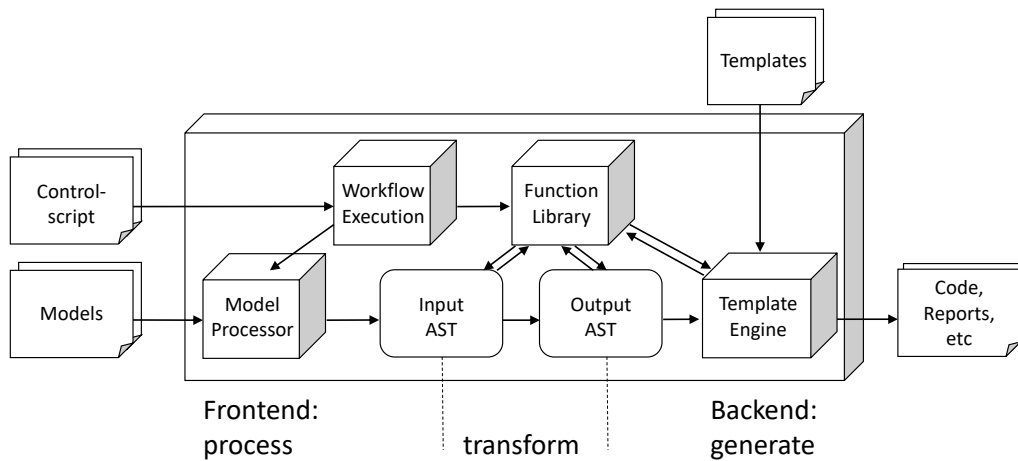 Templates
Control-
script
Workflow
Execution
Function
Library
Models
Model
Processor
Input
AST
Output
AST
Template
Engine
Code,
Reports,
etc
Frontend:
process
transform
Backend:
generate